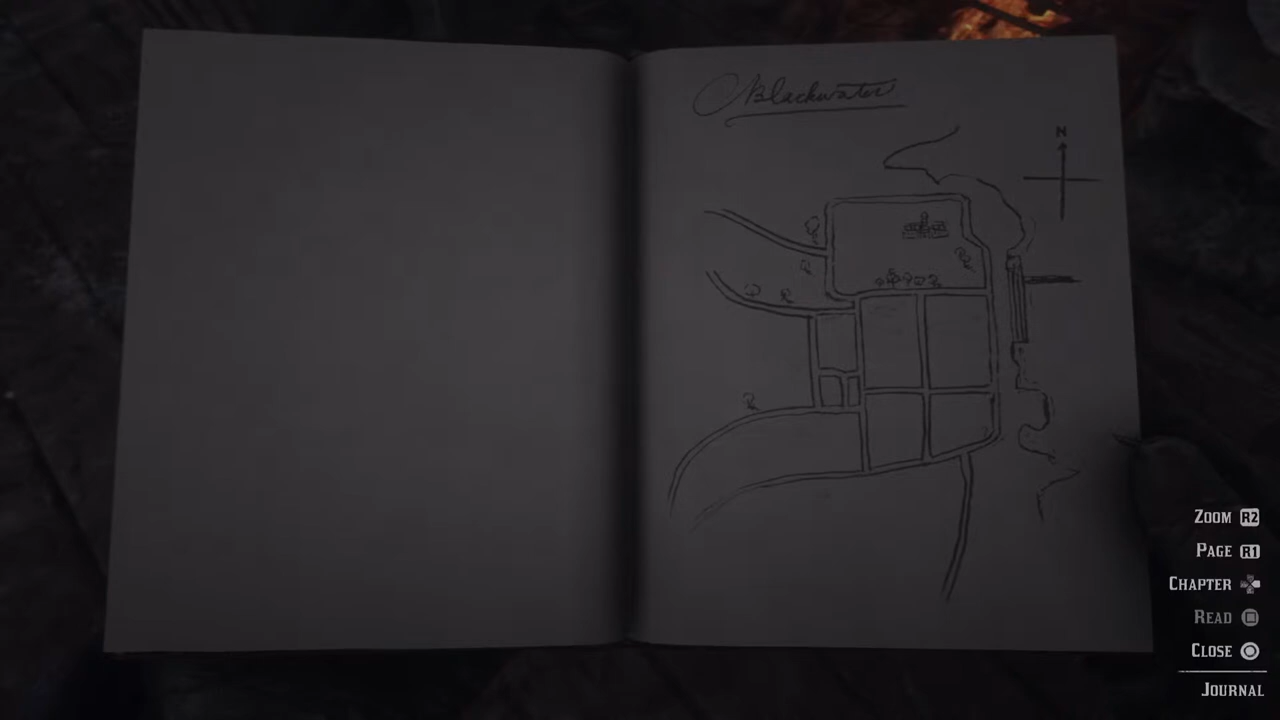 Blackwater
N
ZOOM R2
PAGE R1
CHAPTER
READ
CLOSE
JOURNAL